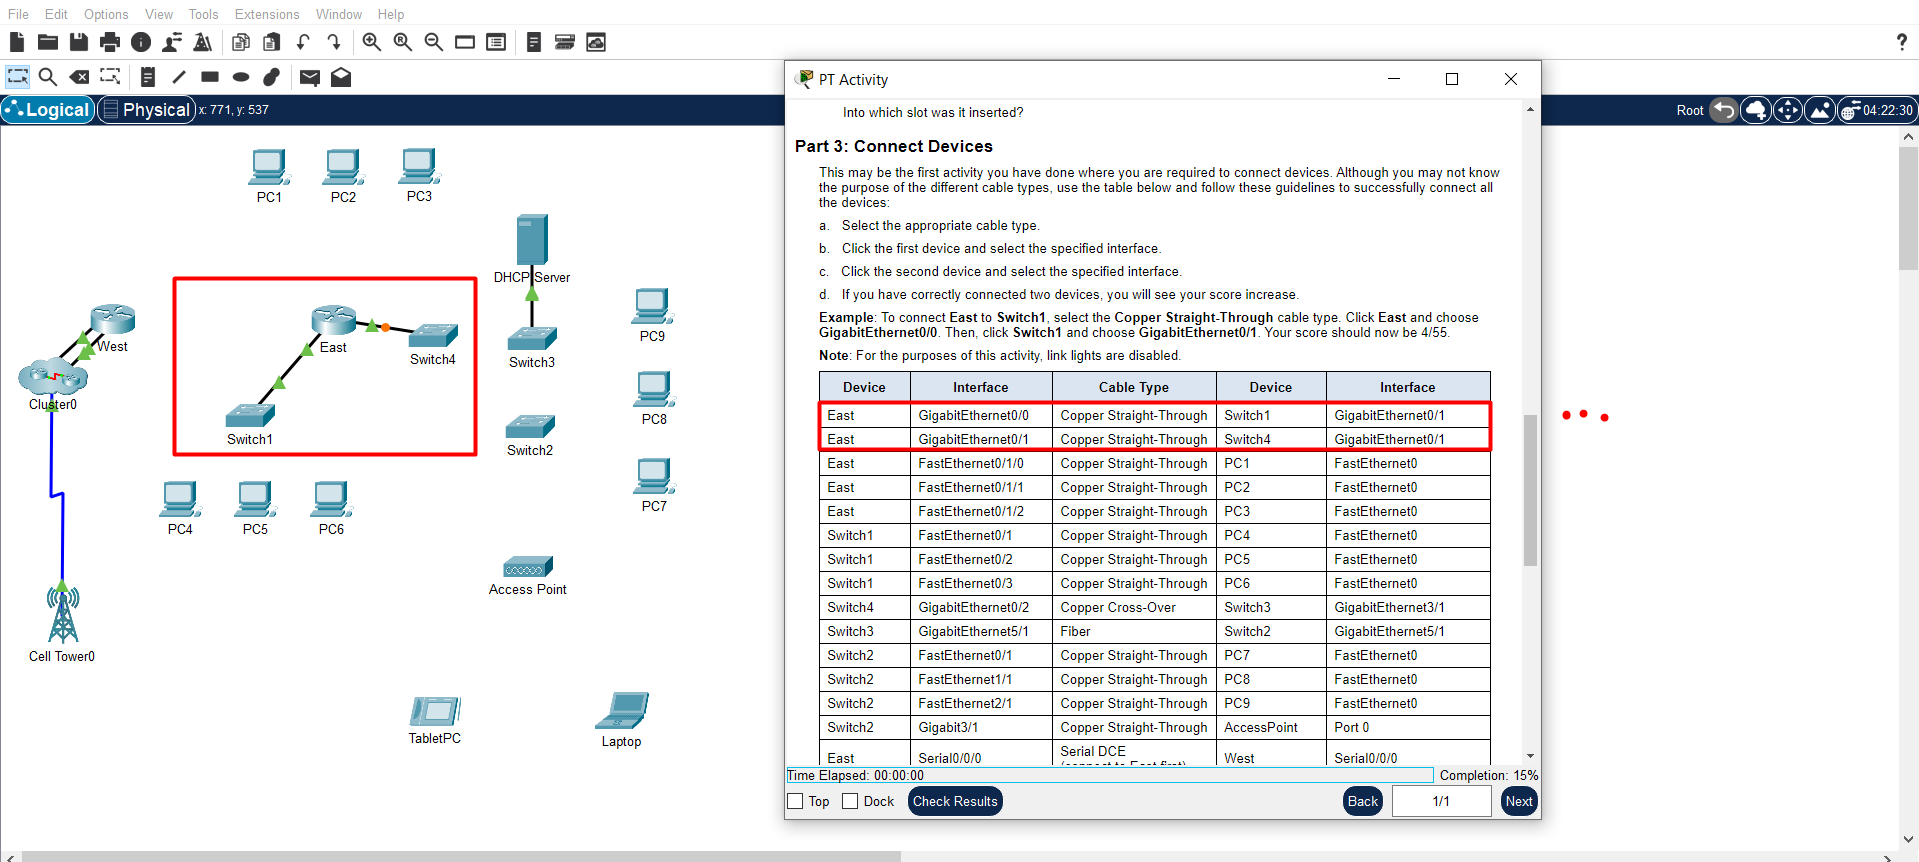 File Edit Options View Tools Extensions Window Help
?
Logical Physical x: 771, y: 537
Root 04:22:30
PC1 PC2 PC3
DHCP Server
West
East
Switch4
Switch3
PC9
Cluster0
Switch1
Switch2
PC8
PC7
PC4 PC5 PC6
Access Point
Cell Tower0
TabletPC
Laptop
PT Activity
Into which slot was it inserted?
Part 3: Connect Devices
This may be the first activity you have done where you are required to connect devices. Although you may not know
the purpose of the different cable types, use the table below and follow these guidelines to successfully connect all
the devices:
a. Select the appropriate cable type.
b. Click the first device and select the specified interface.
c. Click the second device and select the specified interface.
d. If you have correctly connected two devices, you will see your score increase.
Example: To connect East to Switch1, select the Copper Straight-Through cable type. Click East and choose
GigabitEthernet0/0. Then, click Switch1 and choose GigabitEthernet0/1. Your score should now be 4/55.
Note: For the purposes of this activity, link lights are disabled.
Device Interface Cable Type Device Interface
East GigabitEthernet0/0 Copper Straight-Through Switch1 GigabitEthernet0/1
East GigabitEthernet0/1 Copper Straight-Through Switch4 GigabitEthernet0/1
East FastEthernet0/1/0 Copper Straight-Through PC1 FastEthernet0
East FastEthernet0/1/1 Copper Straight-Through PC2 FastEthernet0
East FastEthernet0/1/2 Copper Straight-Through PC3 FastEthernet0
Switch1 FastEthernet0/1 Copper Straight-Through PC4 FastEthernet0
Switch1 FastEthernet0/2 Copper Straight-Through PC5 FastEthernet0
Switch1 FastEthernet0/3 Copper Straight-Through PC6 FastEthernet0
Switch4 GigabitEthernet0/2 Copper Cross-Over Switch3 GigabitEthernet3/1
Switch3 GigabitEthernet5/1 Fiber Switch2 GigabitEthernet5/1
Switch2 FastEthernet0/1 Copper Straight-Through PC7 FastEthernet0
Switch2 FastEthernet1/1 Copper Straight-Through PC8 FastEthernet0
Switch2 FastEthernet2/1 Copper Straight-Through PC9 FastEthernet0
Switch2 Gigabit3/1 Copper Straight-Through AccessPoint Port 0
East Serial0/0/0 Serial DCE West Serial0/0/0
(connect to East first)
Time Elapsed: 00:00:00 Completion: 15%
Top Dock Check Results Back 1/1 Next